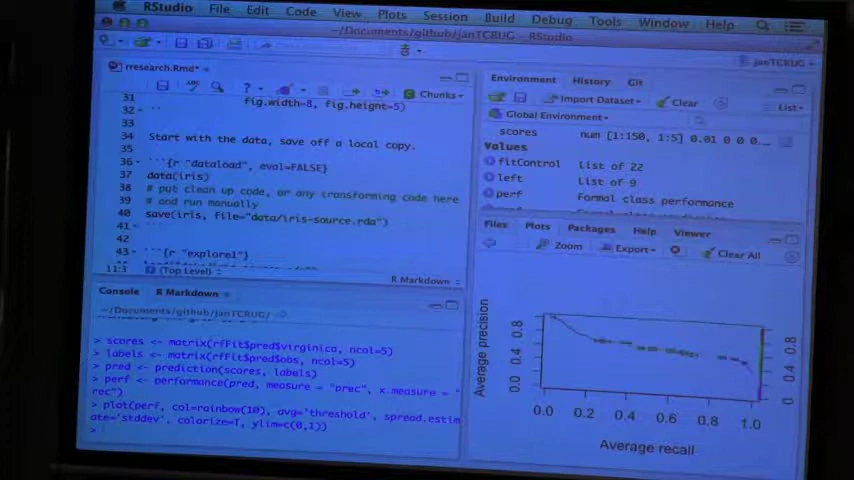 RStudio File Edit Code View Plots Session Build Debug Tools Window Help
~/Documents/github/janTCRUG - RStudio
janTCRUG
rresearch.Rmd*
ABC
?
Chunks
31 fig.width=8, fig.height=5)
32 ```
33
34 Start with the data, save off a local copy.
35
36 ```{r "dataload", eval=FALSE}
37 data(iris)
38 # put clean up code, or any transforming code here
39 # and run manually
40 save(iris, file="data/iris-source.rda")
41 ```
42
43 ```{r "explore1"}
11:1 (Top Level) R Markdown
Console R Markdown
~/Documents/github/janTCRUG/
> scores <- matrix(rfFit$pred$virginica, ncol=5)
> labels <- matrix(rfFit$pred$obs, ncol=5)
> pred <- prediction(scores, labels)
> perf <- performance(pred, measure = "prec", x.measure = "
rec")
> plot(perf, col=rainbow(10), avg='threshold', spread.estim
ate='stddev', colorize=T, ylim=c(0,1))
>
Environment History Git
Import Dataset Clear List
Global Environment
scores num [1:150, 1:5] 0.01 0 0 0...
Values
fitControl List of 22
left List of 9
perf Formal class performance
Files Plots Packages Help Viewer
Zoom Export Clear All
Average precision
0.0 0.4 0.8
0.0 0.2 0.4 0.6 0.8 1.0
Average recall
0 0.4 0.8